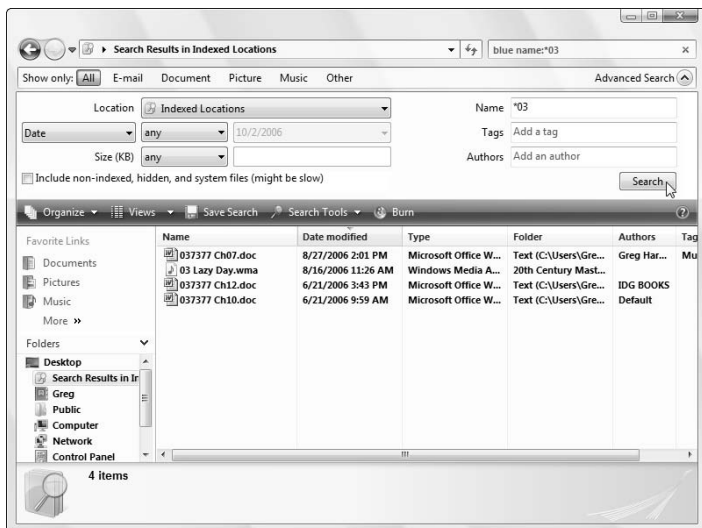 Search Results in Indexed Locations
blue name:*03
Show only: All E-mail Document Picture Music Other Advanced Search
Location Indexed Locations Name *03
Date any 10/2/2006 Tags Add a tag
Size (KB) any Authors Add an author
Include non-indexed, hidden, and system files (might be slow) Search
Organize Views Save Search Search Tools Burn
Favorite Links
Documents
Pictures
Music
More »
Folders
Desktop
Search Results in Ir
Greg
Public
Computer
Network
Control Panel
Name Date modified Type Folder Authors Tag
037377 Ch07.doc 8/27/2006 2:01 PM Microsoft Office W... Text (C:\Users\Gre... Greg Har... Mu
03 Lazy Day.wma 8/16/2006 11:26 AM Windows Media A... 20th Century Mast...
037377 Ch12.doc 6/21/2006 3:43 PM Microsoft Office W... Text (C:\Users\Gre... IDG BOOKS
037377 Ch10.doc 6/21/2006 9:59 AM Microsoft Office W... Text (C:\Users\Gre... Default
4 items